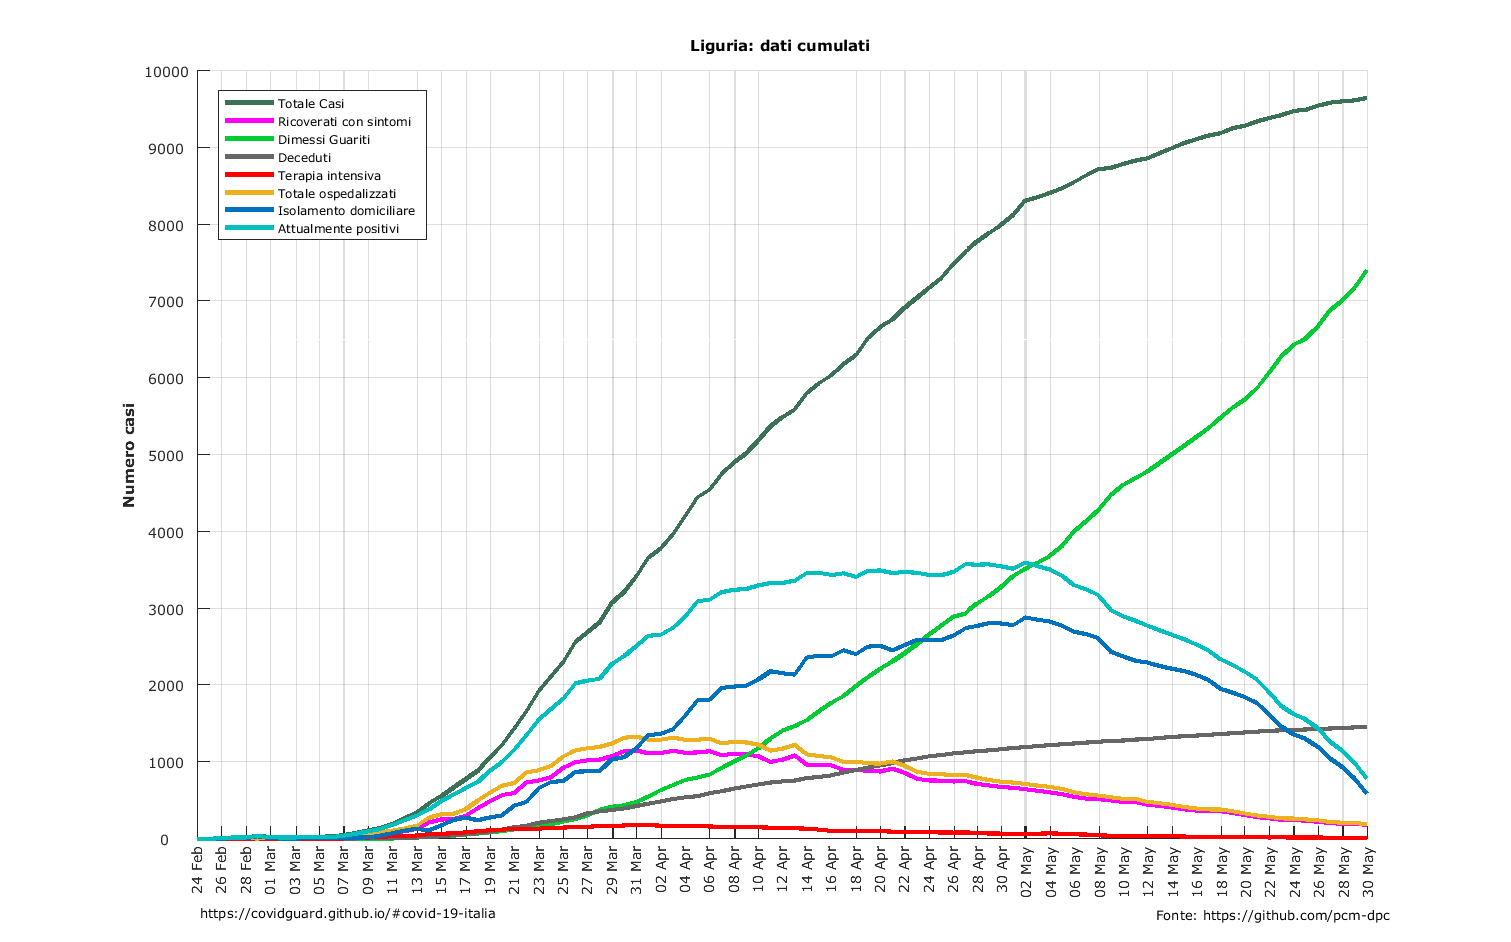 Liguria: dati cumulati
10000
9000
8000
7000
6000
5000
4000
3000
2000
1000
0
Numero casi
Totale Casi
Ricoverati con sintomi
Dimessi Guariti
Deceduti
Terapia intensiva
Totale ospedalizzati
Isolamento domiciliare
Attualmente positivi
24 Feb
26 Feb
28 Feb
01 Mar
03 Mar
05 Mar
07 Mar
09 Mar
11 Mar
13 Mar
15 Mar
17 Mar
19 Mar
21 Mar
23 Mar
25 Mar
27 Mar
29 Mar
31 Mar
02 Apr
04 Apr
06 Apr
08 Apr
10 Apr
12 Apr
14 Apr
16 Apr
18 Apr
20 Apr
22 Apr
24 Apr
26 Apr
28 Apr
30 Apr
02 May
04 May
06 May
08 May
10 May
12 May
14 May
16 May
18 May
20 May
22 May
24 May
26 May
28 May
30 May
https://covidguard.github.io/#covid-19-italia
Fonte: https://github.com/pcm-dpc